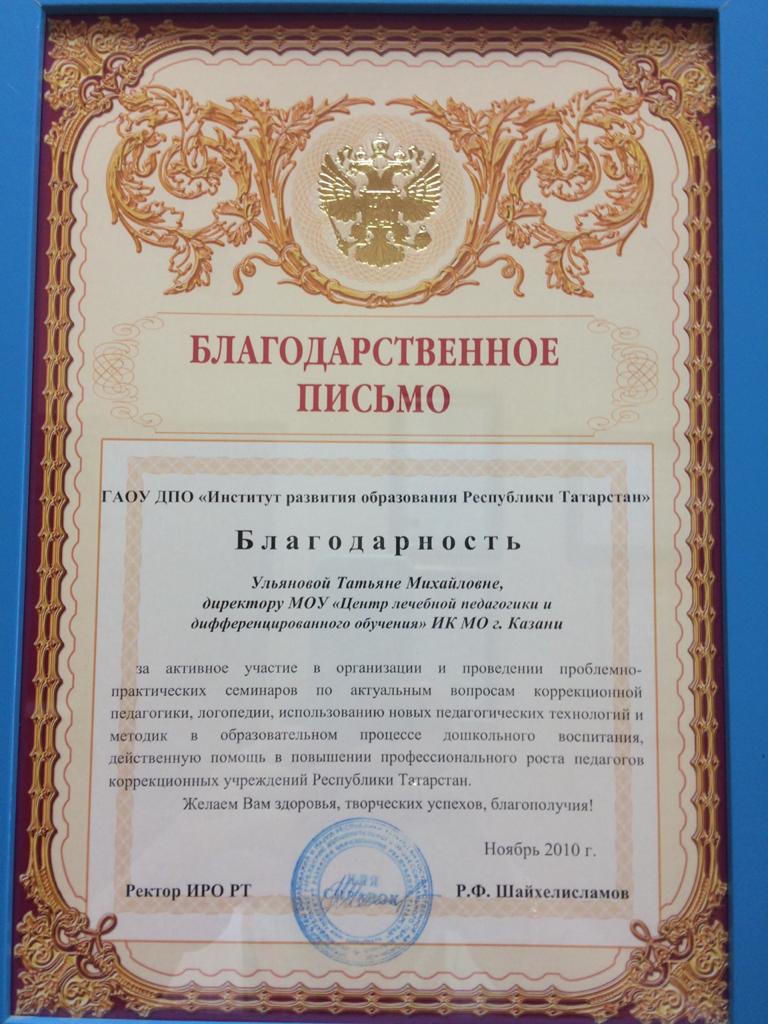 БЛАГОДАРСТВЕННОЕ
ПИСЬМО
ГАОУ ДПО «Институт развития образования Республики Татарстан»
Благодарность
Ульяновой Татьяне Михайловне,
директору МОУ «Центр лечебной педагогики и
дифференцированного обучения» ИК МО г. Казани
за активное участие в организации и проведении проблемно-
практических семинаров по актуальным вопросам коррекционной
педагогики, логопедии, использованию новых педагогических технологий и
методик в образовательном процессе дошкольного воспитания,
действенную помощь в повышении профессионального роста педагогов
коррекционных учреждений Республики Татарстан.
Желаем Вам здоровья, творческих успехов, благополучия!
Ноябрь 2010 г.
Ректор ИРО РТ
ДЛЯ
СПРАВОК
Р.Ф. Шайхелисламов